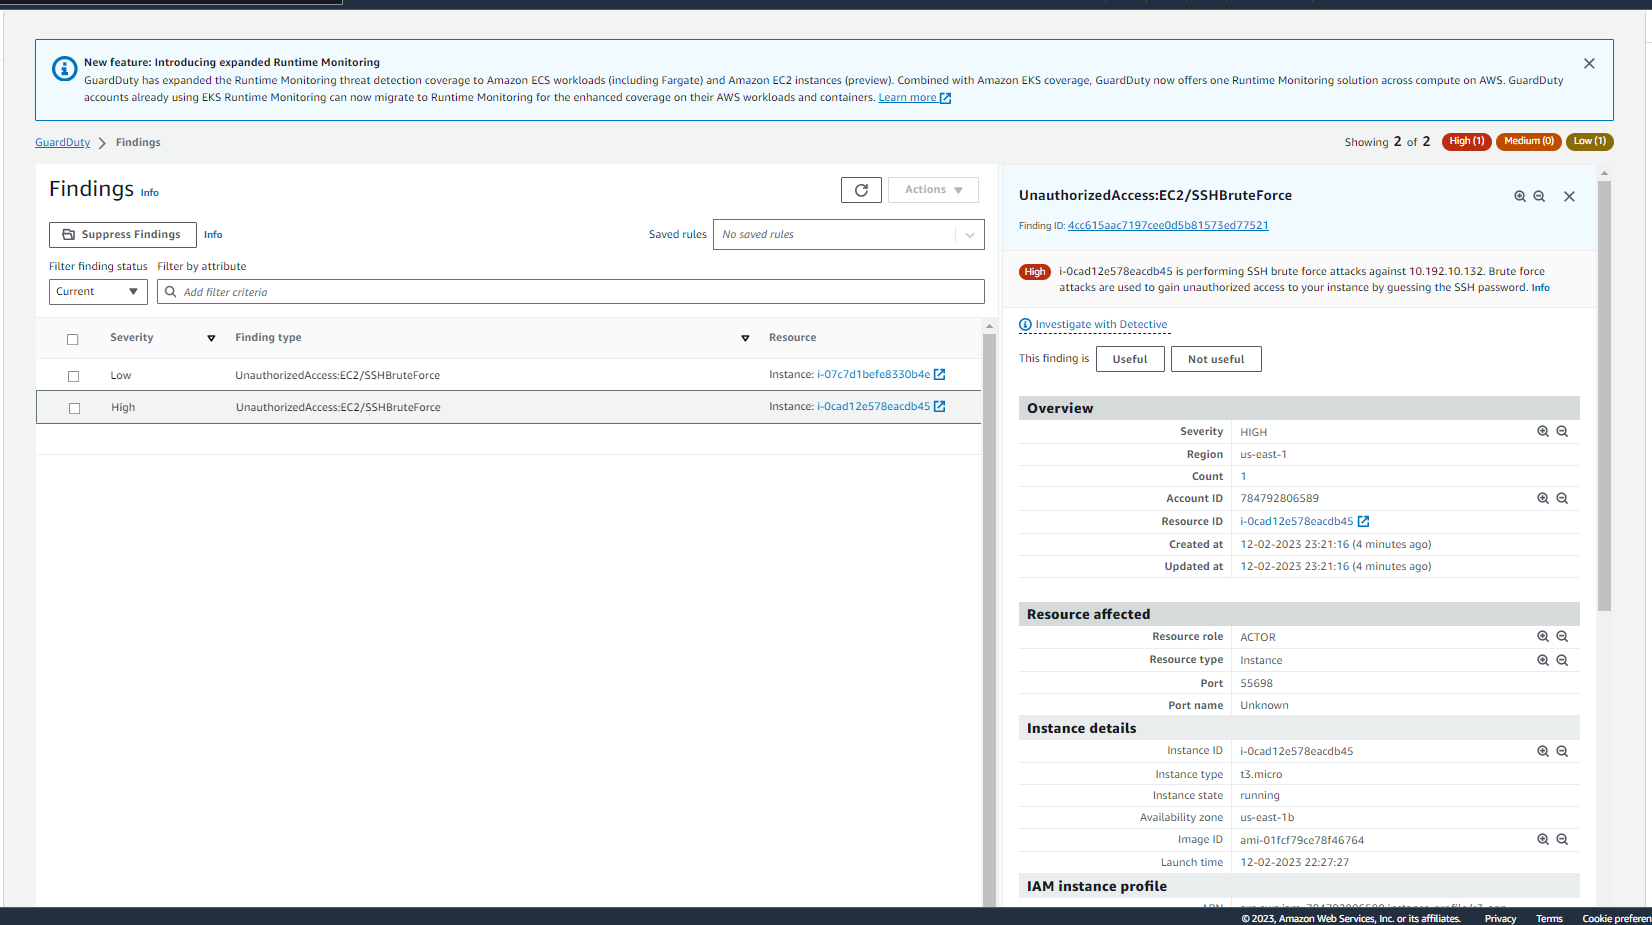 New feature: Introducing expanded Runtime Monitoring
GuardDuty has expanded the Runtime Monitoring threat detection coverage to Amazon ECS workloads (including Fargate) and Amazon EC2 instances (preview). Combined with Amazon EKS coverage, GuardDuty now offers one Runtime Monitoring solution across compute on AWS. GuardDuty
accounts already using EKS Runtime Monitoring can now migrate to Runtime Monitoring for the enhanced coverage on their AWS workloads and containers. Learn more
GuardDuty > Findings
Showing 2 of 2 High (1) Medium (0) Low (1)
Findings Info
Actions
Suppress Findings Info
Saved rules No saved rules
Filter finding status Filter by attribute
Current Add filter criteria
Severity Finding type Resource
Low UnauthorizedAccess:EC2/SSHBruteForce Instance: i-07c7d1befe8330b4e
High UnauthorizedAccess:EC2/SSHBruteForce Instance: i-0cad12e578eacdb45
UnauthorizedAccess:EC2/SSHBruteForce
Finding ID: 4cc615aac7197cee0d5b81573ed77521
High i-0cad12e578eacdb45 is performing SSH brute force attacks against 10.192.10.132. Brute force
attacks are used to gain unauthorized access to your instance by guessing the SSH password. Info
Investigate with Detective
This finding is Useful Not useful
Overview
Severity HIGH
Region us-east-1
Count 1
Account ID 784792806589
Resource ID i-0cad12e578eacdb45
Created at 12-02-2023 23:21:16 (4 minutes ago)
Updated at 12-02-2023 23:21:16 (4 minutes ago)
Resource affected
Resource role ACTOR
Resource type Instance
Port 55698
Port name Unknown
Instance details
Instance ID i-0cad12e578eacdb45
Instance type t3.micro
Instance state running
Availability zone us-east-1b
Image ID ami-01fcf79ce78f46764
Launch time 12-02-2023 22:27:27
IAM instance profile
© 2023, Amazon Web Services, Inc. or its affiliates. Privacy Terms Cookie preferen